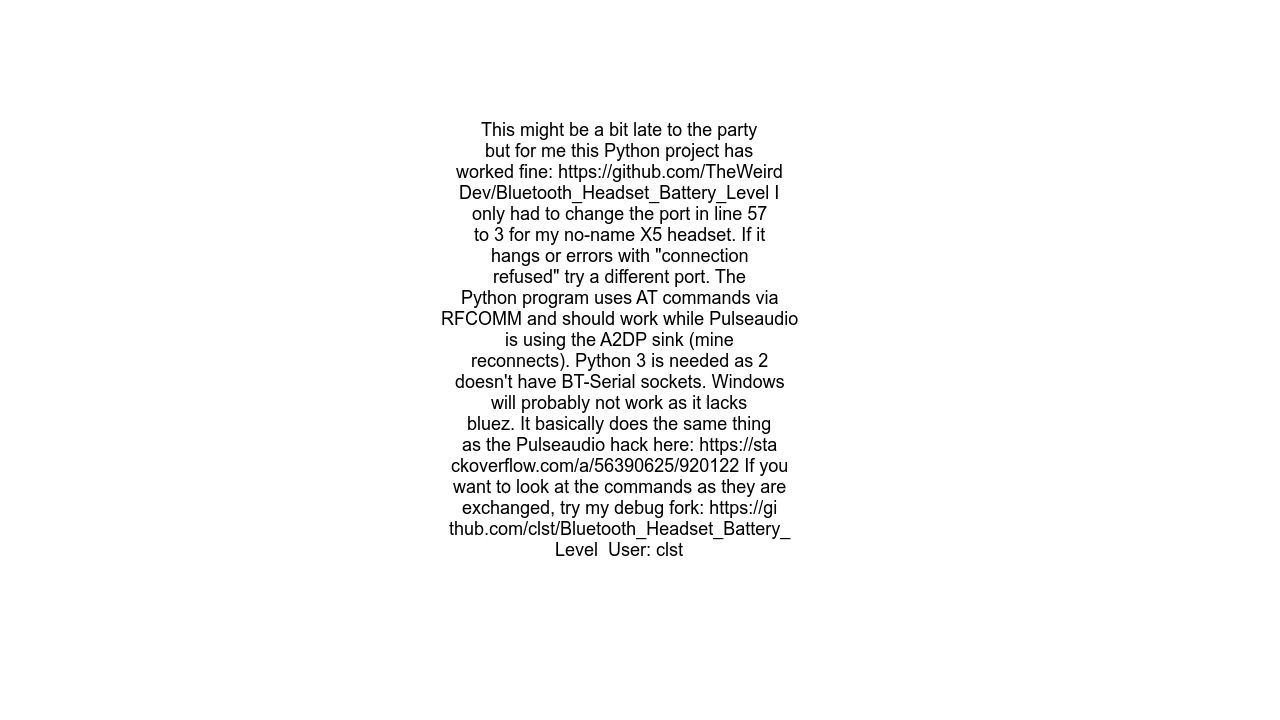 This might be a bit late to the party
but for me this Python project has
worked fine: https://github.com/TheWeird
Dev/Bluetooth_Headset_Battery_Level I
only had to change the port in line 57
to 3 for my no-name X5 headset. If it
hangs or errors with "connection
refused" try a different port. The
Python program uses AT commands via
RFCOMM and should work while Pulseaudio
is using the A2DP sink (mine
reconnects). Python 3 is needed as 2
doesn't have BT-Serial sockets. Windows
will probably not work as it lacks
bluez. It basically does the same thing
as the Pulseaudio hack here: https://sta
ckoverflow.com/a/56390625/920122 If you
want to look at the commands as they are
exchanged, try my debug fork: https://gi
thub.com/clst/Bluetooth_Headset_Battery_
Level  User: clst